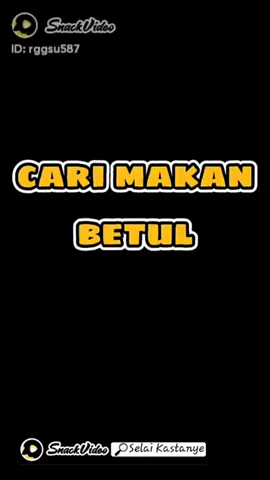 SnackVideo
ID: rggsu587
CARI MAKAN
BETUL
SnackVideo Selai Kastanye